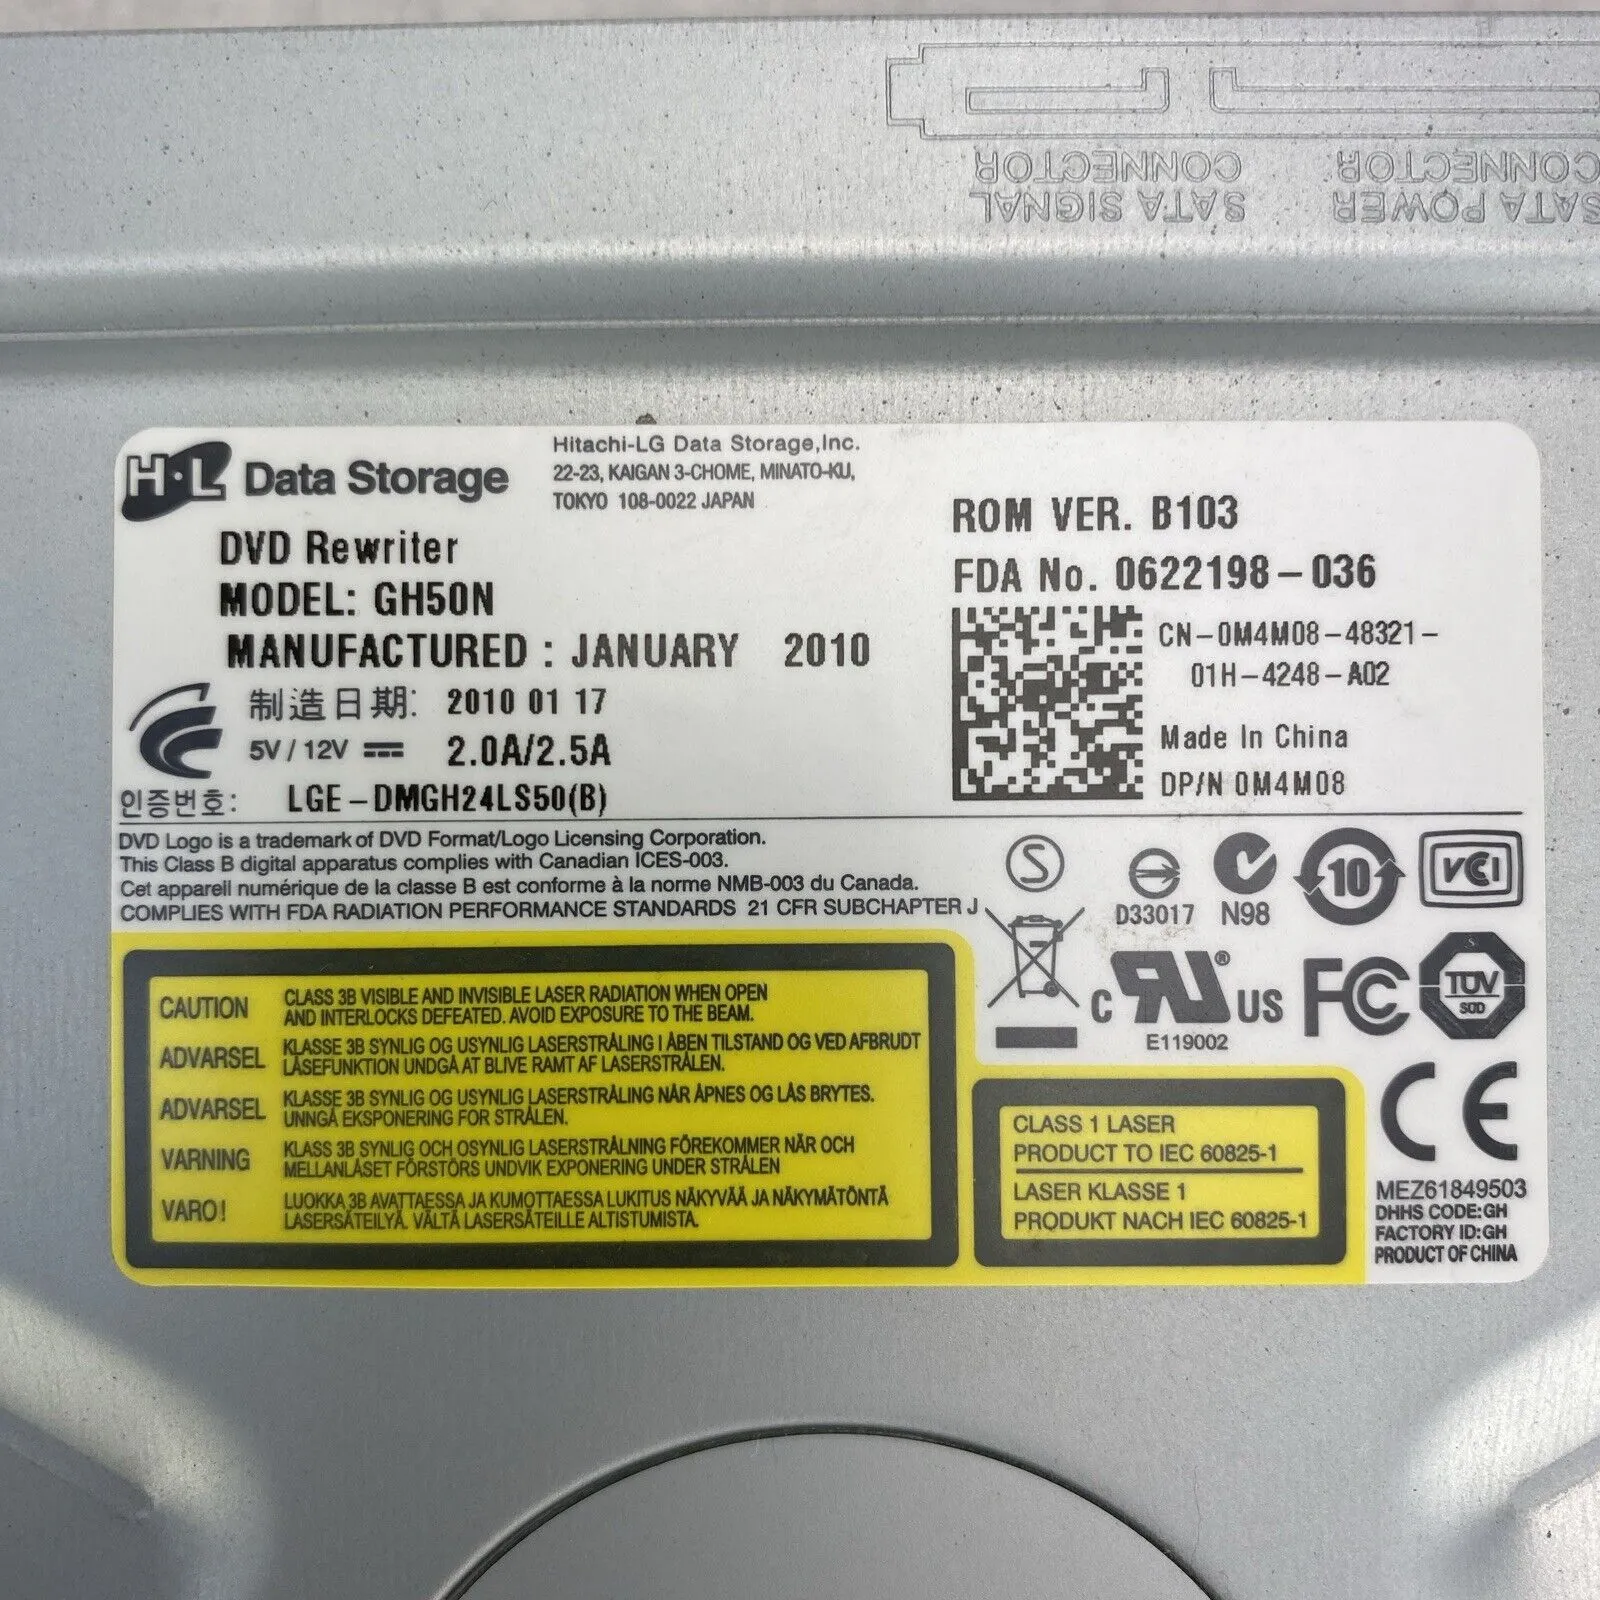 SATA SIGNAL
CONNECTOR
SATA POWER
CONNECTOR
H·L Data Storage
Hitachi-LG Data Storage,Inc.
22-23, KAIGAN 3-CHOME, MINATO-KU,
TOKYO 108-0022 JAPAN
DVD Rewriter
MODEL: GH50N
MANUFACTURED : JANUARY 2010
制造日期: 2010 01 17
5V / 12V 2.0A/2.5A
인증번호: LGE-DMGH24LS50(B)
ROM VER. B103
FDA No. 0622198-036
CN-0M4M08-48321-
01H-4248-A02
Made In China
DP/N 0M4M08
DVD Logo is a trademark of DVD Format/Logo Licensing Corporation.
This Class B digital apparatus complies with Canadian ICES-003.
Cet appareil numérique de la classe B est conforme à la norme NMB-003 du Canada.
COMPLIES WITH FDA RADIATION PERFORMANCE STANDARDS 21 CFR SUBCHAPTER J
S
D33017
N98
10
VCI
C RU® US
E119002
FC
TÜV
SÜD
CE
CAUTION CLASS 3B VISIBLE AND INVISIBLE LASER RADIATION WHEN OPEN
AND INTERLOCKS DEFEATED. AVOID EXPOSURE TO THE BEAM.
ADVARSEL KLASSE 3B SYNLIG OG USYNLIG LASERSTRÅLING I ÅBEN TILSTAND OG VED AFBRUDT
LÅSEFUNKTION UNDGÅ AT BLIVE RAMT AF LASERSTRÅLEN.
ADVARSEL KLASSE 3B SYNLIG OG USYNLIG LASERSTRÅLING NÅR ÅPNES OG LÅS BRYTES.
UNNGÅ EKSPONERING FOR STRÅLEN.
VARNING KLASS 3B SYNLIG OCH OSYNLIG LASERSTRÅLNING FÖREKOMMER NÄR OCH
MELLANLÅSET FÖRSTÖRS UNDVIK EXPONERING UNDER STRÅLEN
VARO! LUOKKA 3B AVATTAESSA JA KUMOTTAESSA LUKITUS NÄKYVÄÄ JA NÄKYMÄTÖNTÄ
LASERSÄTEILYÄ. VÄLTÄ LASERSÄTEILLE ALTISTUMISTA.
CLASS 1 LASER
PRODUCT TO IEC 60825-1
LASER KLASSE 1
PRODUKT NACH IEC 60825-1
MEZ61849503
DHHS CODE:GH
FACTORY ID:GH
PRODUCT OF CHINA